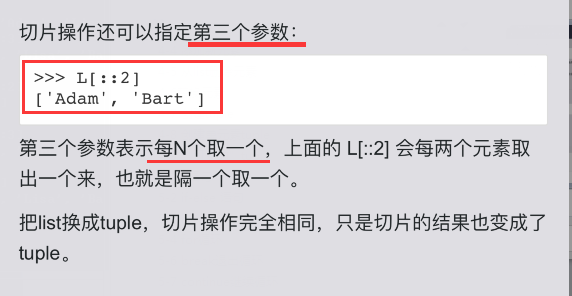 切片操作还可以指定第三个参数：
>>> L[::2]
['Adam', 'Bart']
第三个参数表示每N个取一个，上面的 L[::2] 会每两个元素取
出一个来，也就是隔一个取一个。
把list换成tuple，切片操作完全相同，只是切片的结果也变成了
tuple。